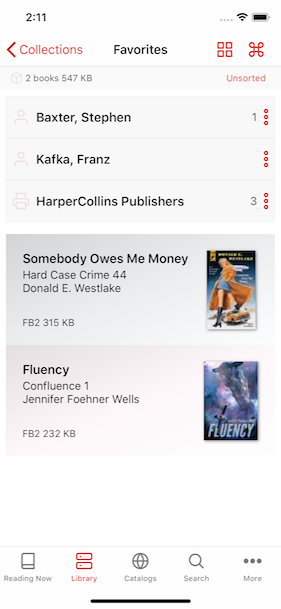 2:11
Collections
Favorites
2 books 547 KB
Unsorted
Baxter, Stephen
1
Kafka, Franz
HarperCollins Publishers
3
Somebody Owes Me Money
Hard Case Crime 44
Donald E. Westlake
FB2 315 KB
DONALD E. WESTLAKE
Fluency
Confluence 1
Jennifer Foehner Wells
FB2 232 KB
FLUENCY
Reading Now
Library
Catalogs
Search
More